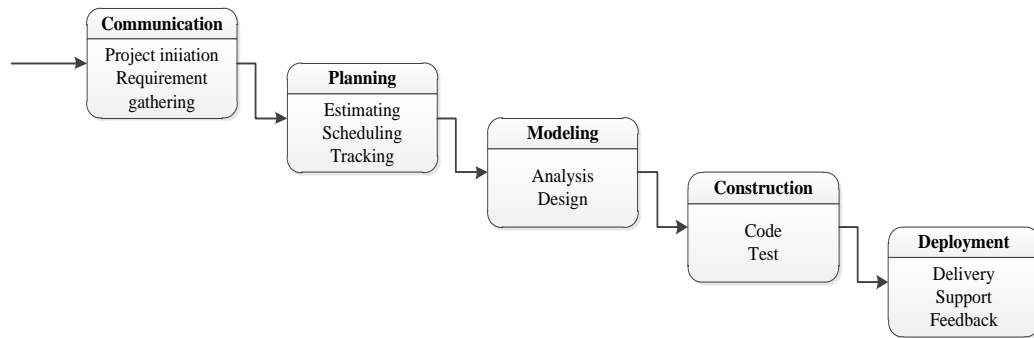 Communication
Project iniiation
Requirement
gathering
Planning
Estimating
Scheduling
Tracking
Modeling
Analysis
Design
Construction
Code
Test
Deployment
Delivery
Support
Feedback